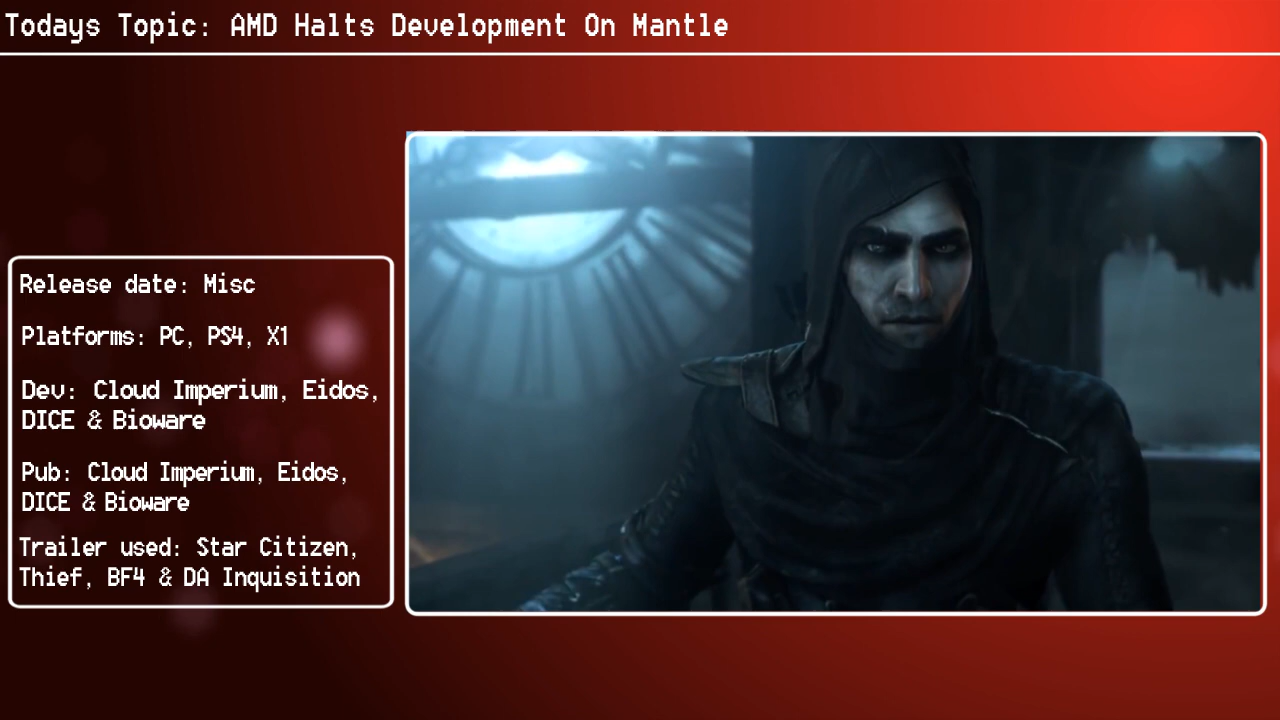 Todays Topic: AMD Halts Development On Mantle
Release date: Misc
Platforms: PC, PS4, X1
Dev: Cloud Imperium, Eidos,
DICE & Bioware
Pub: Cloud Imperium, Eidos,
DICE & Bioware
Trailer used: Star Citizen,
Thief, BF4 & DA Inquisition